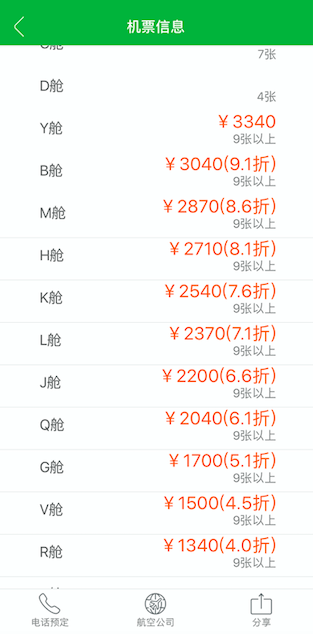 机票信息
7张
D舱
4张
Y舱 ￥3340
9张以上
B舱 ￥3040(9.1折)
9张以上
M舱 ￥2870(8.6折)
9张以上
H舱 ￥2710(8.1折)
9张以上
K舱 ￥2540(7.6折)
9张以上
L舱 ￥2370(7.1折)
9张以上
J舱 ￥2200(6.6折)
9张以上
Q舱 ￥2040(6.1折)
9张以上
G舱 ￥1700(5.1折)
9张以上
V舱 ￥1500(4.5折)
9张以上
R舱 ￥1340(4.0折)
9张以上
电话预定 航空公司 分享